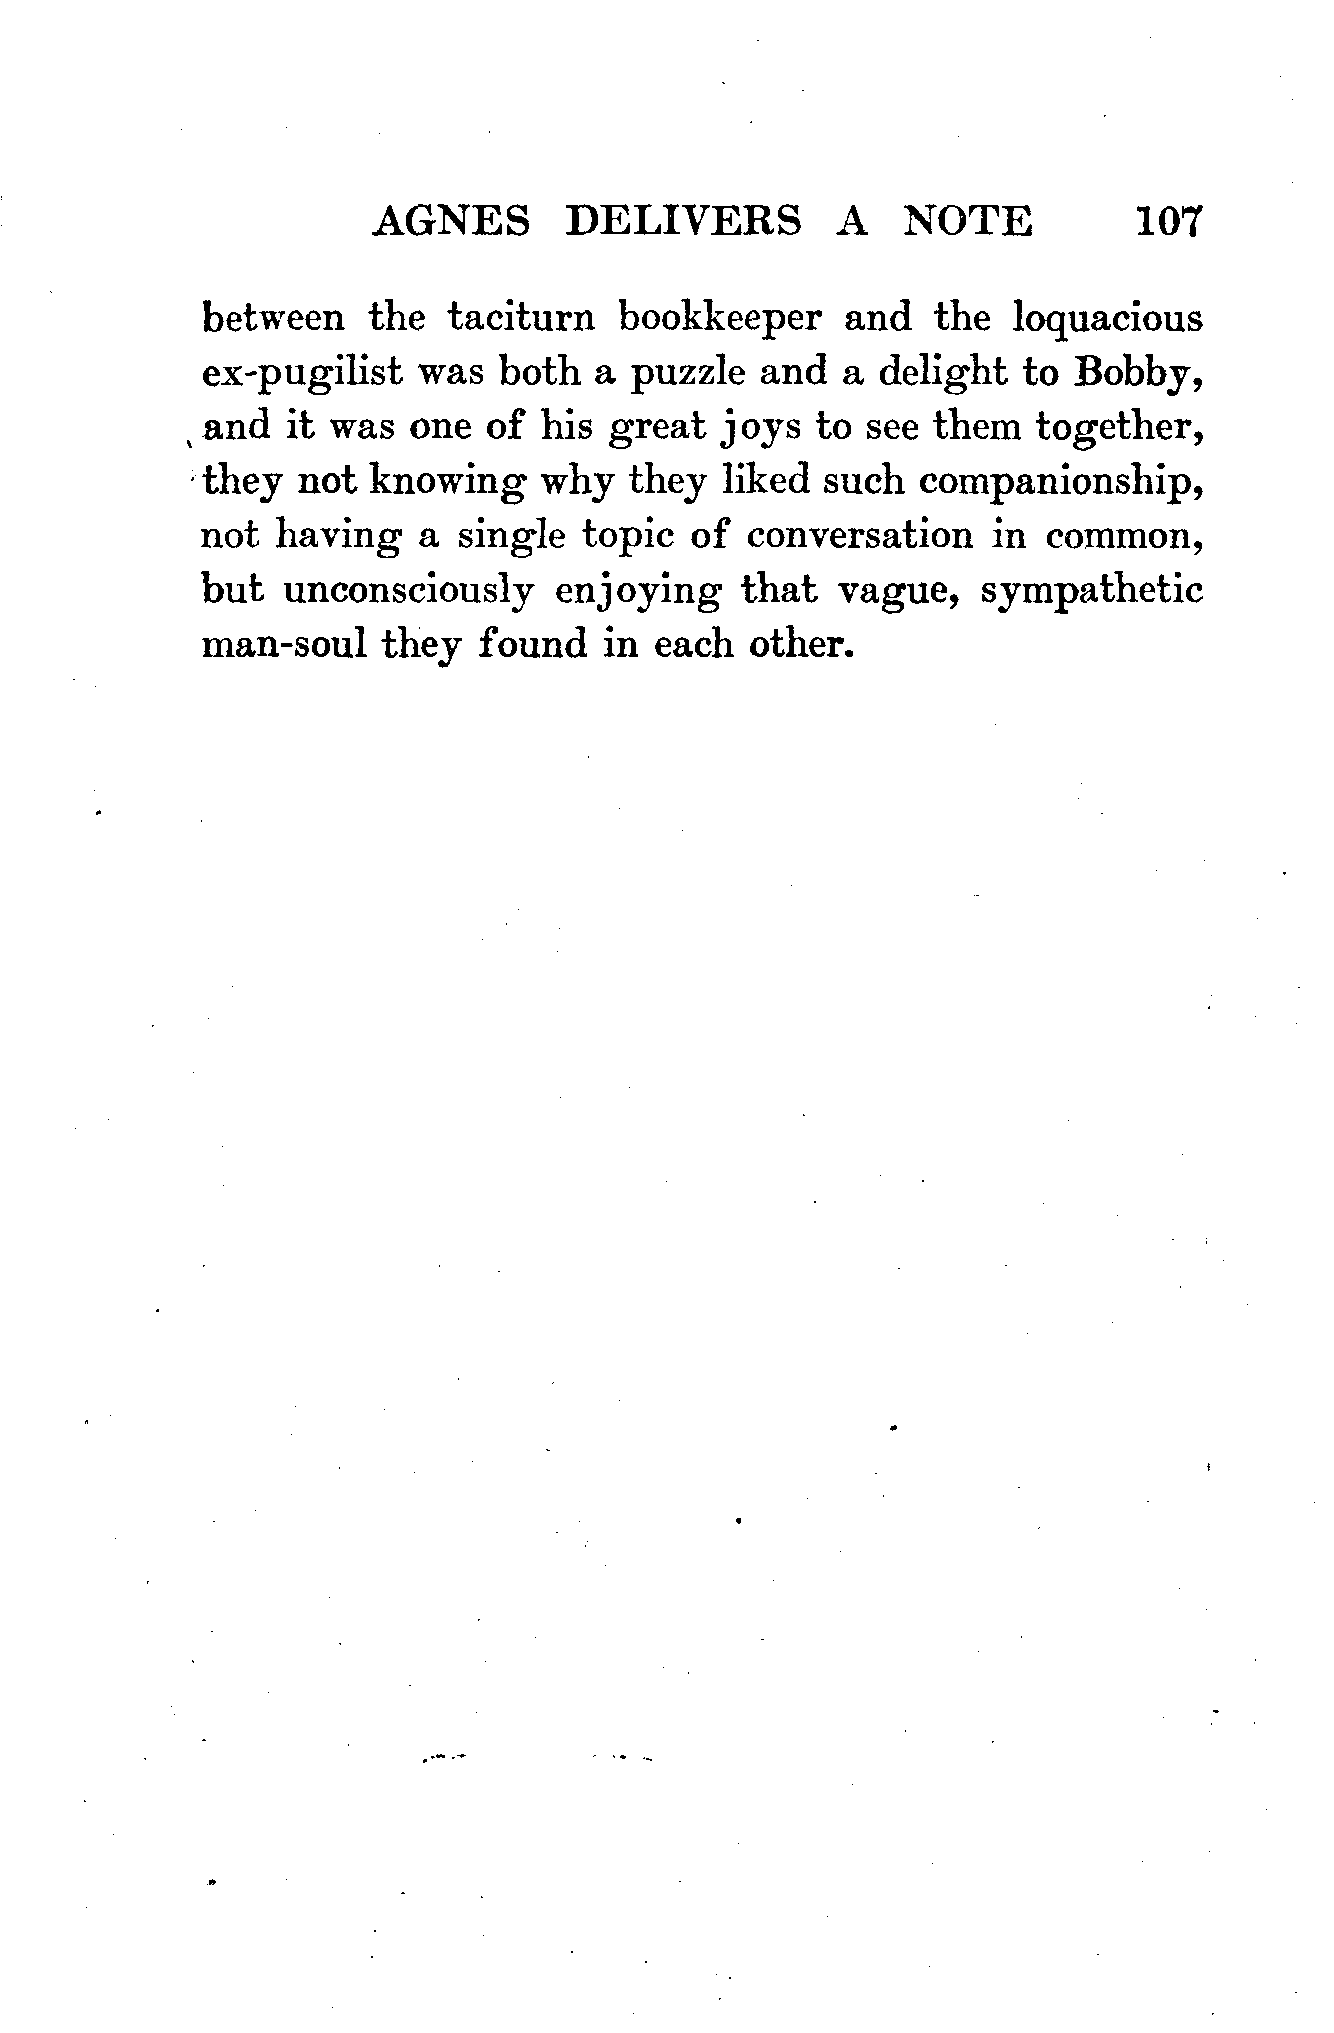 AGNES DELIVERS A NOTE 107
between the taciturn bookkeeper and the loquacious
ex-pugilist was both a puzzle and a delight to Bobby,
and it was one of his great joys to see them together,
they not knowing why they liked such companionship,
not having a single topic of conversation in common,
but unconsciously enjoying that vague, sympathetic
man-soul they found in each other.